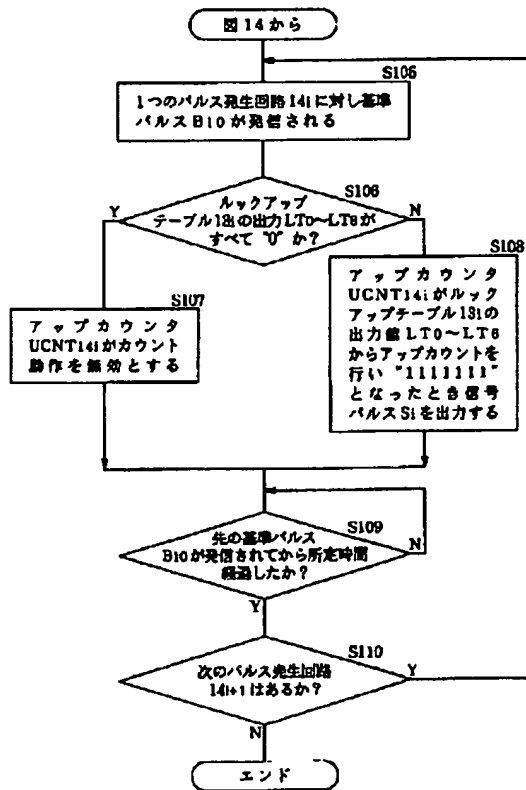 図14から
S105
1つのパルス発生回路14iに対し基準
パルスB10が発信される
S106
ルックアップ
テーブル13iの出力LT0～LT6が
すべて“0”か？
Y
N
S107
アップカウンタ
UCNT14iがカウント
動作を無効とする
S108
アップカウンタ
UCNT14iがルック
アップテーブル13iの
出力値LT0～LT6
からアップカウントを
行い“1111111”
となったとき信号
パルスSiを出力する
S109
先の基準パルス
B10が発信されてから所定時間
経過したか？
N
Y
S110
次のパルス発生回路
14i+1はあるか？
Y
N
エンド